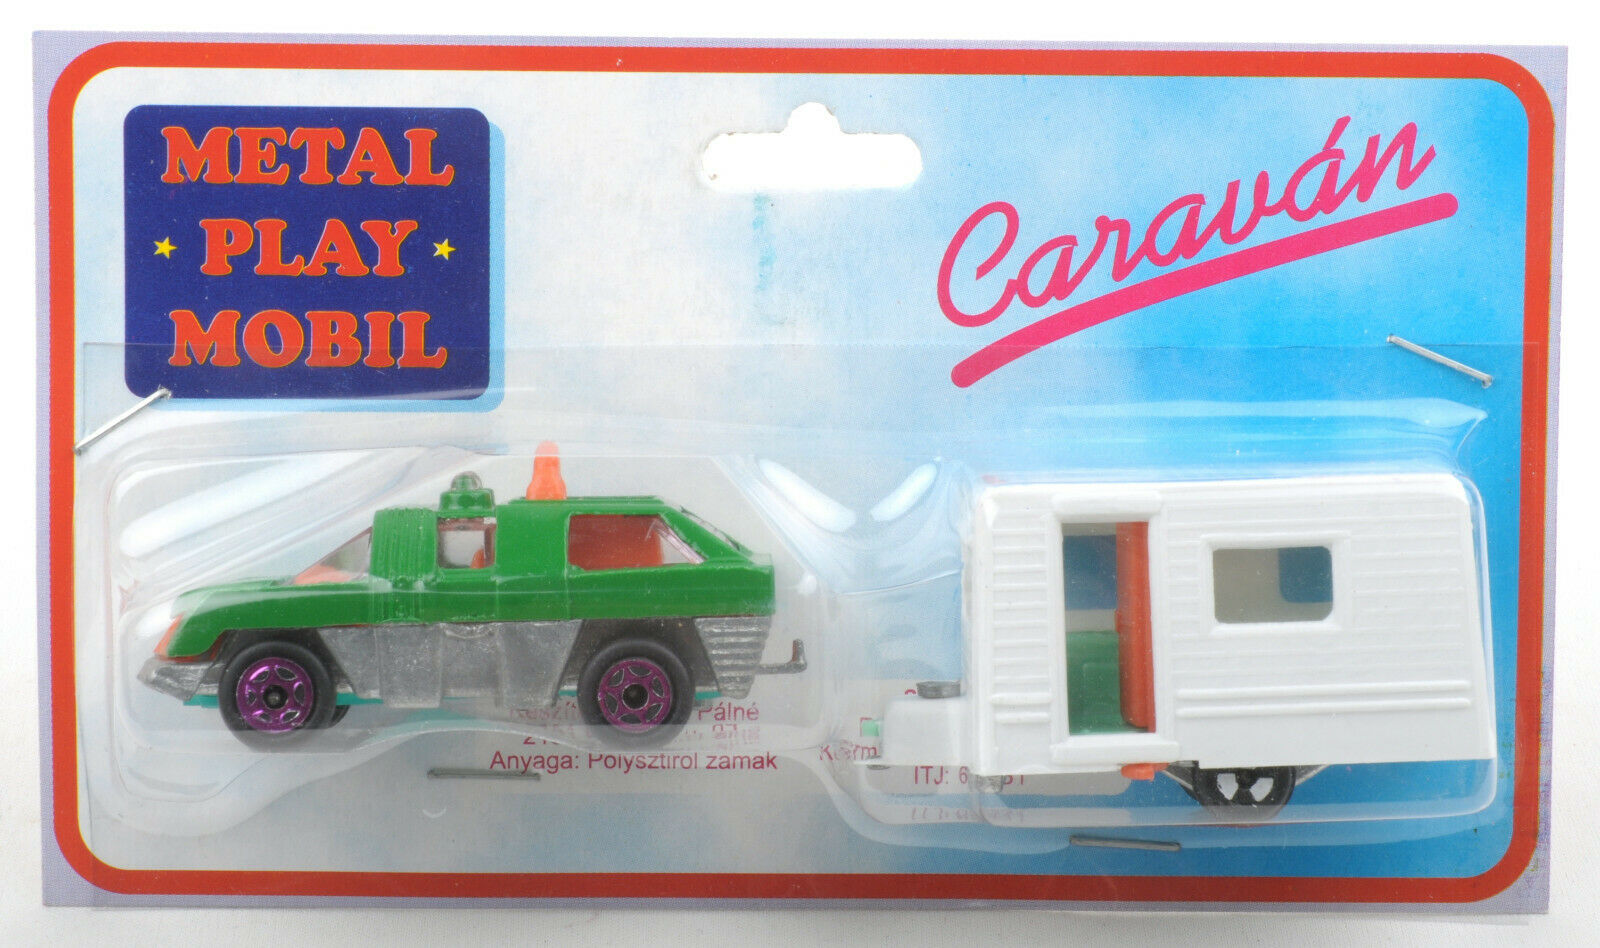 METAL
PLAY
MOBIL
Caraván
Pálné
Anyaga: Polysztirol zamak
ITJ: